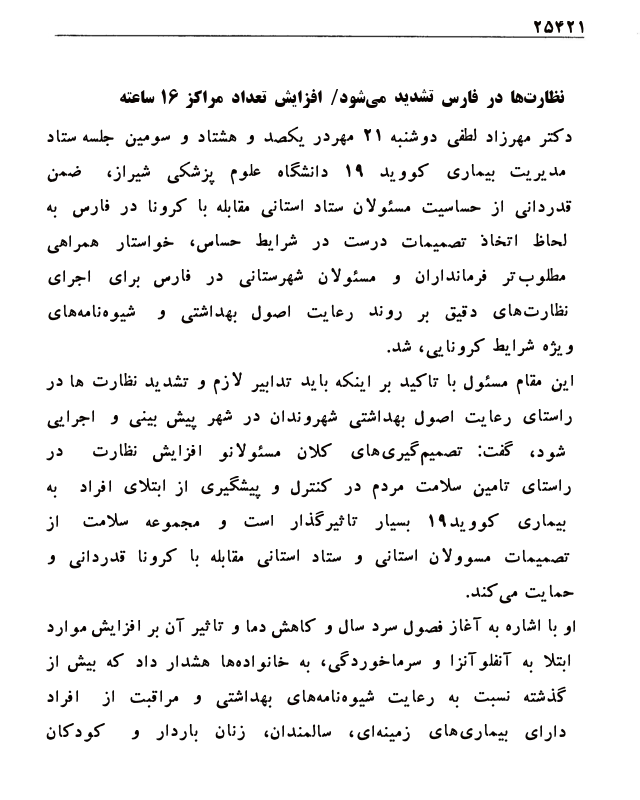 ۲۵۴۲۱
نظارت‌ها در فارس تشدید می‌شود/ افزایش تعداد مراکز ۱۶ ساعته
دکتر مهرزاد لطفی دوشنبه ۲۱ مهردر یکصد و هشتاد و سومین جلسه ستاد
مدیریت بیماری کووید ۱۹ دانشگاه علوم پزشکی شیراز، ضمن
قدردانی از حساسیت مسئولان ستاد استانی مقابله با کرونا در فارس به
لحاظ اتخاذ تصمیمات درست در شرایط حساس، خواستار همراهی
مطلوب‌تر فرمانداران و مسئولان شهرستانی در فارس برای اجرای
نظارت‌های دقیق بر روند رعایت اصول بهداشتی و شیوه‌نامه‌های
ویژه شرایط کرونایی، شد.
این مقام مسئول با تاکید بر اینکه باید تدابیر لازم و تشدید نظارت ها در
راستای رعایت اصول بهداشتی شهروندان در شهر پیش بینی و اجرایی
شود، گفت: تصمیم‌گیری‌های کلان مسئولانو افزایش نظارت در
راستای تامین سلامت مردم در کنترل و پیشگیری از ابتلای افراد به
بیماری کووید۱۹ بسیار تاثیرگذار است و مجموعه سلامت از
تصمیمات مسوولان استانی و ستاد استانی مقابله با کرونا قدردانی و
حمایت می‌کند.
او با اشاره به آغاز فصول سرد سال و کاهش دما و تاثیر آن بر افزایش موارد
ابتلا به آنفلوآنزا و سرماخوردگی، به خانواده‌ها هشدار داد که بیش از
گذشته نسبت به رعایت شیوه‌نامه‌های بهداشتی و مراقبت از افراد
دارای بیماری‌های زمینه‌ای، سالمندان، زنان باردار و کودکان